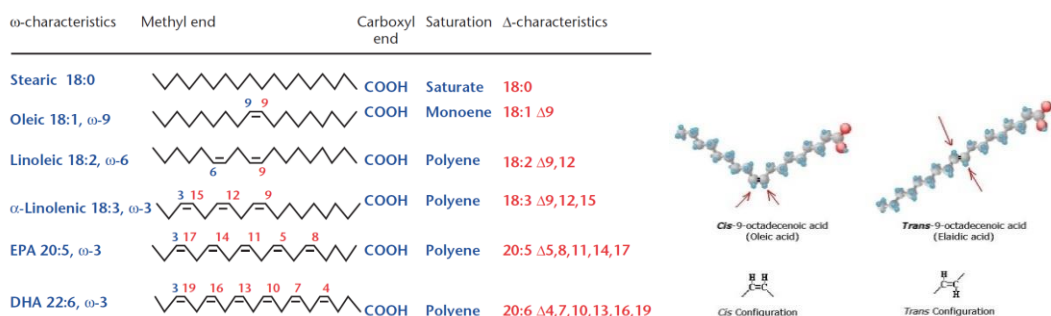 ω-characteristics Methyl end Carboxyl end Saturation Δ-characteristics
Stearic 18:0 COOH Saturate 18:0
9 9
Oleic 18:1, ω-9 COOH Monoene 18:1 Δ9
Linoleic 18:2, ω-6 COOH Polyene 18:2 Δ9,12
6 9
3 15 12 9
α-Linolenic 18:3, ω-3 COOH Polyene 18:3 Δ9,12,15
3 17 14 11 5 8
EPA 20:5, ω-3 COOH Polyene 20:5 Δ5,8,11,14,17
3 19 16 13 10 7 4
DHA 22:6, ω-3 COOH Polyene 20:6 Δ4,7,10,13,16,19
Cis-9-octadecenoic acid
(Oleic acid)
Trans-9-octadecenoic acid
(Elaidic acid)
H H
C=C
Cis Configuration
H
C=C
H
Trans Configuration